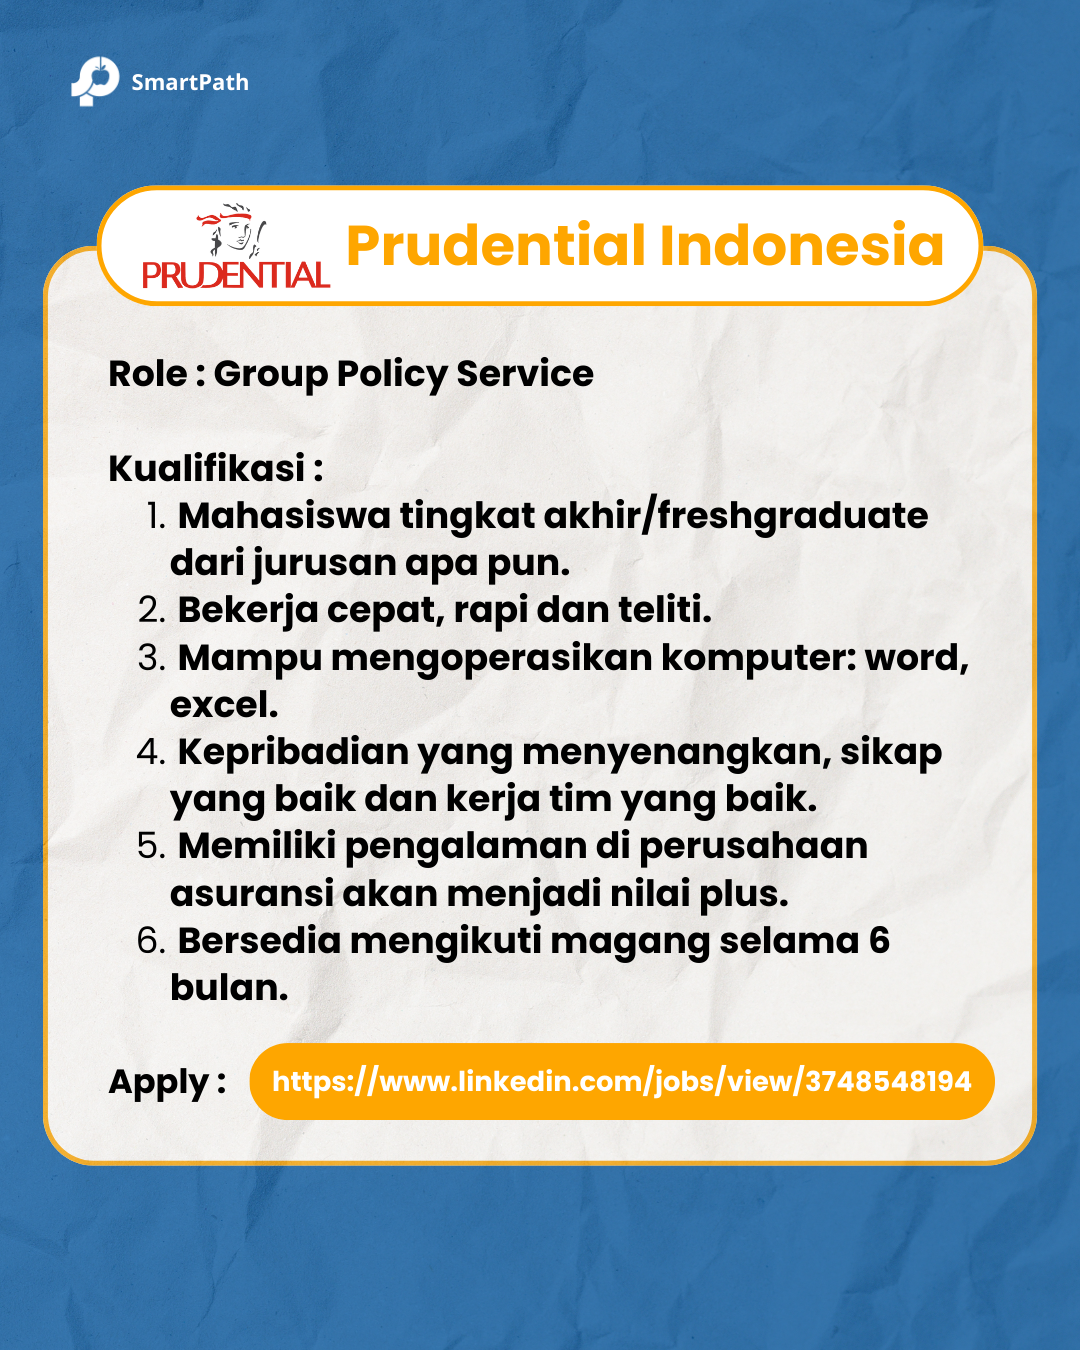 SmartPath
PRUDENTIAL
Prudential Indonesia
Role : Group Policy Service
Kualifikasi :
1. Mahasiswa tingkat akhir/freshgraduate
dari jurusan apa pun.
2. Bekerja cepat, rapi dan teliti.
3. Mampu mengoperasikan komputer: word,
excel.
4. Kepribadian yang menyenangkan, sikap
yang baik dan kerja tim yang baik.
5. Memiliki pengalaman di perusahaan
asuransi akan menjadi nilai plus.
6. Bersedia mengikuti magang selama 6
bulan.
Apply : https://www.linkedin.com/jobs/view/3748548194